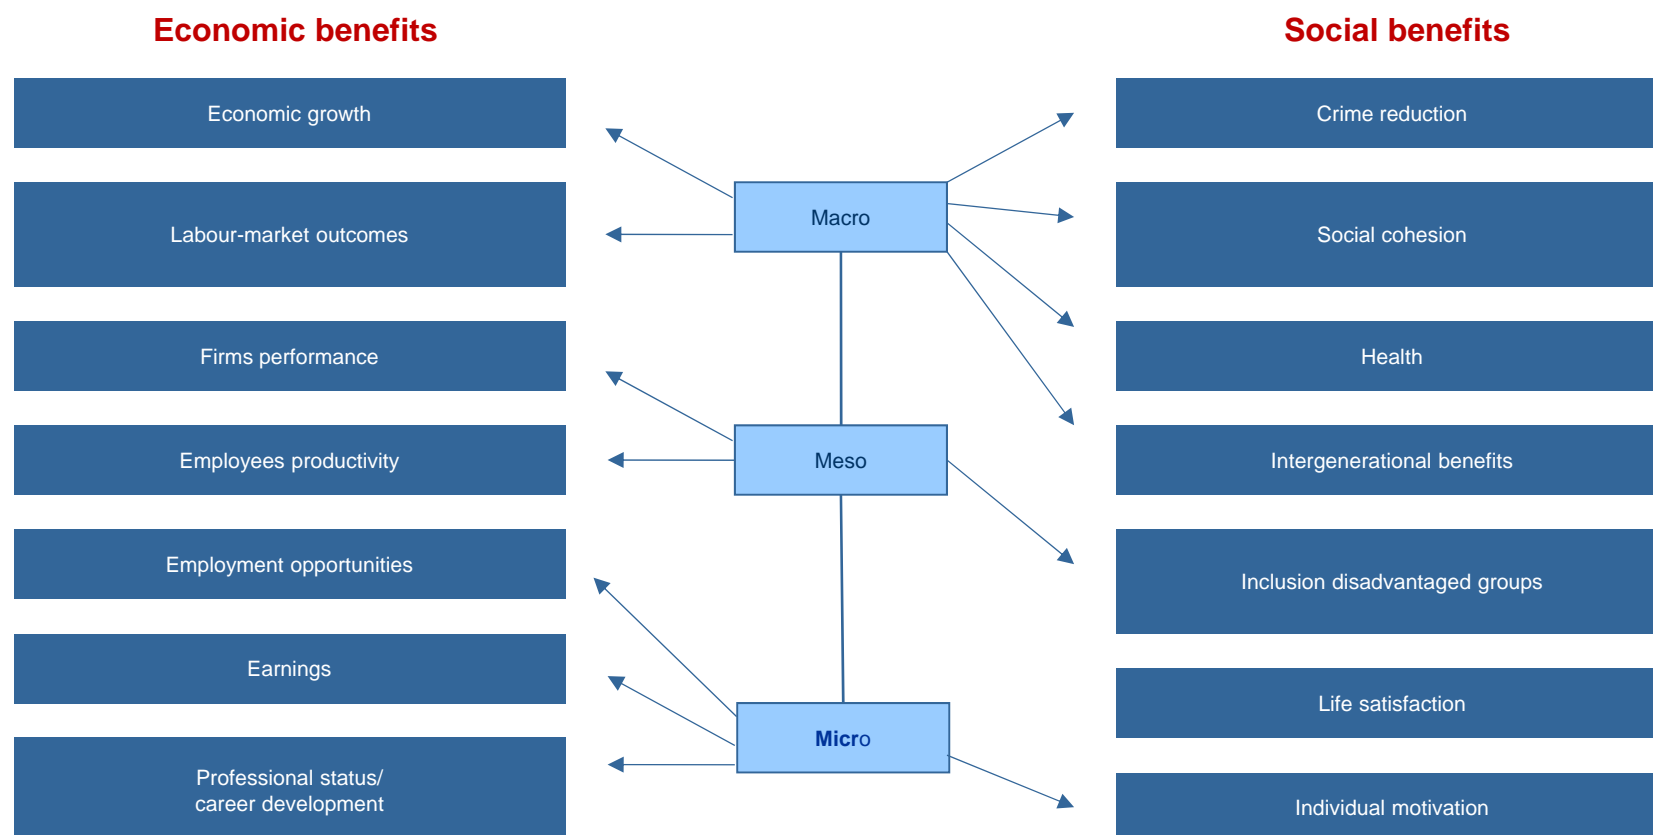 Economic benefits
Social benefits
Economic growth
Labour-market outcomes
Firms performance
Employees productivity
Employment opportunities
Earnings
Professional status/
career development
Macro
Meso
Micro
Crime reduction
Social cohesion
Health
Intergenerational benefits
Inclusion disadvantaged groups
Life satisfaction
Individual motivation